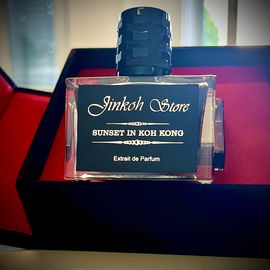 Jinkoh Store
SUNSET IN KOH KONG
Extrait de Parfum